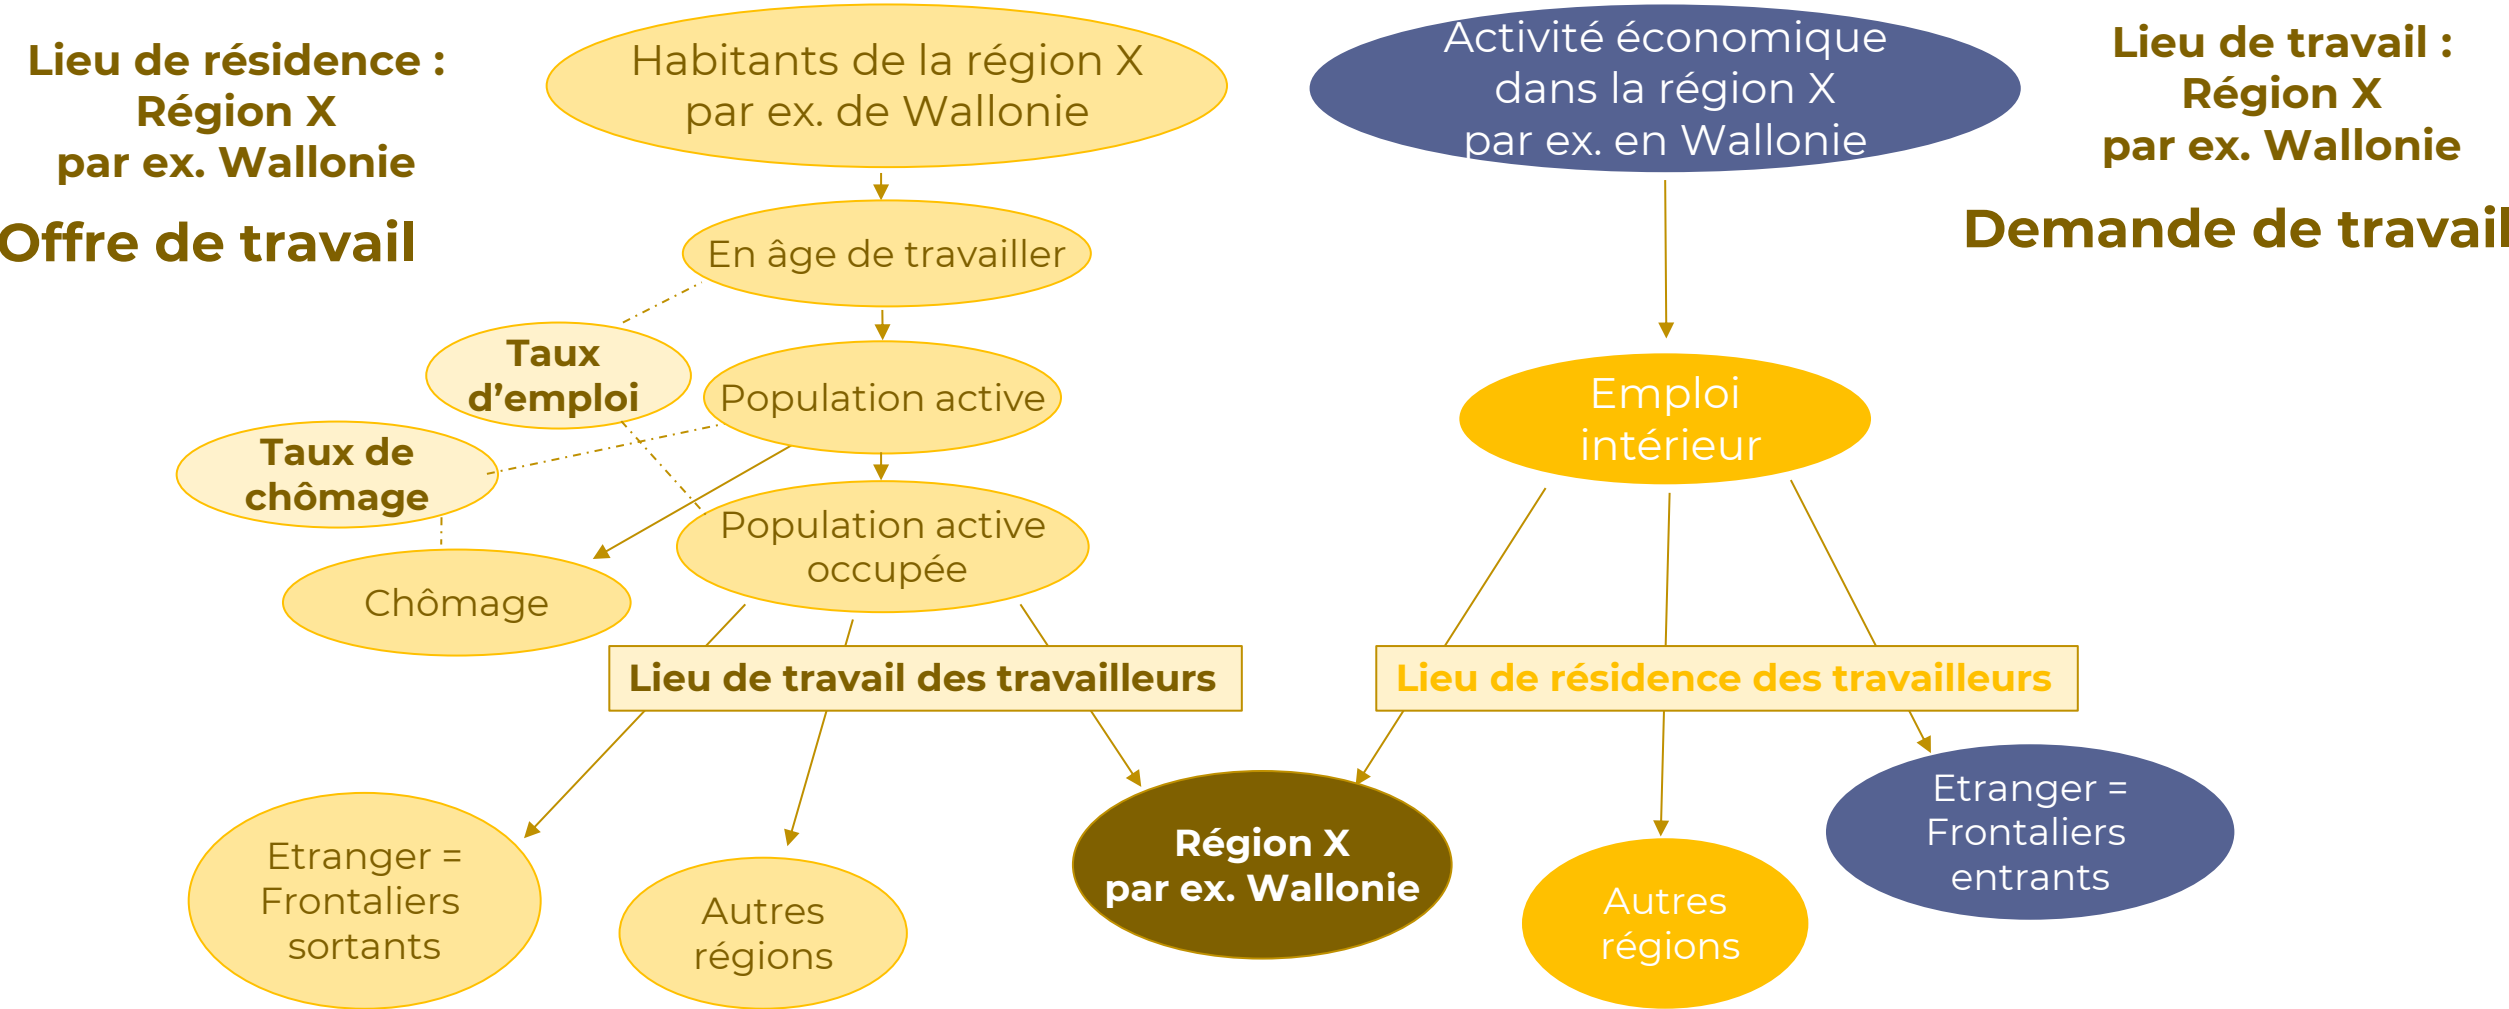 Lieu de résidence :
Région X
par ex. Wallonie
Offre de travail
Habitants de la région X
par ex. de Wallonie
En âge de travailler
Taux
d’emploi
Population active
Taux de
chômage
Population active
occupée
Chômage
Lieu de travail des travailleurs
Etranger =
Frontaliers
sortants
Autres
régions
Région X
par ex. Wallonie
Activité économique
dans la région X
par ex. en Wallonie
Lieu de travail :
Région X
par ex. Wallonie
Demande de travail
Emploi
intérieur
Lieu de résidence des travailleurs
Autres
régions
Etranger =
Frontaliers
entrants